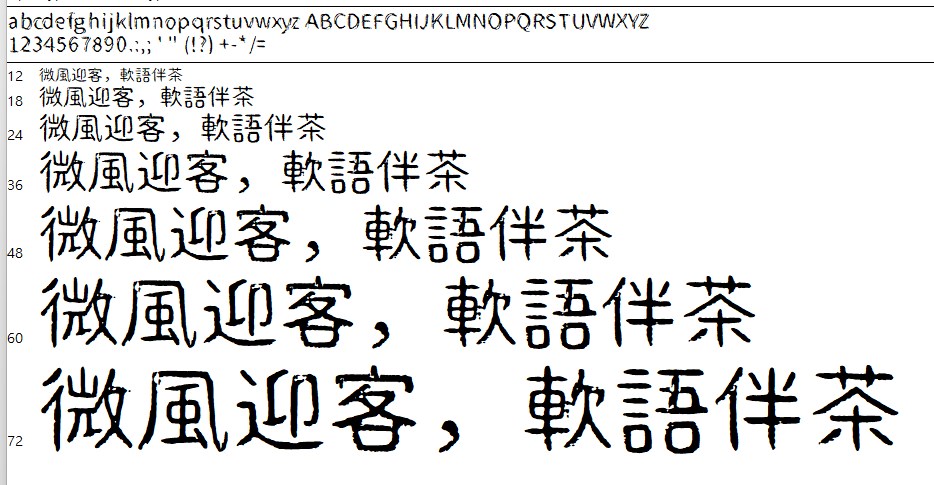 abcdefghijklmnopqrstuvwxyz ABCDEFGHIJKLMNOPQRSTUVWXYZ
1234567890.:,; ' " (!?) +-*/=
12 微風迎客，軟語伴茶
18 微風迎客，軟語伴茶
24 微風迎客，軟語伴茶
36 微風迎客，軟語伴茶
48 微風迎客，軟語伴茶
60 微風迎客，軟語伴茶
72 微風迎客，軟語伴茶